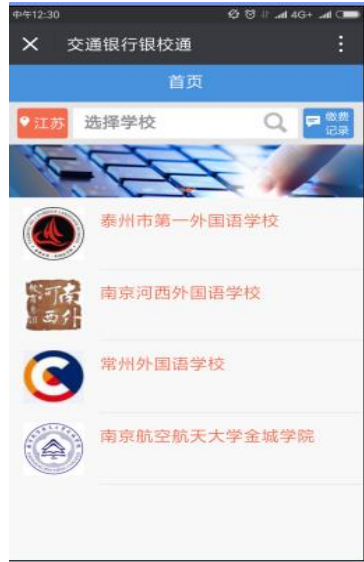 中午12:30
4G+
交通银行银校通
首页
江苏
选择学校
缴费
记录
泰州市第一外国语学校
南京河西外国语学校
常州外国语学校
南京航空航天大学金城学院